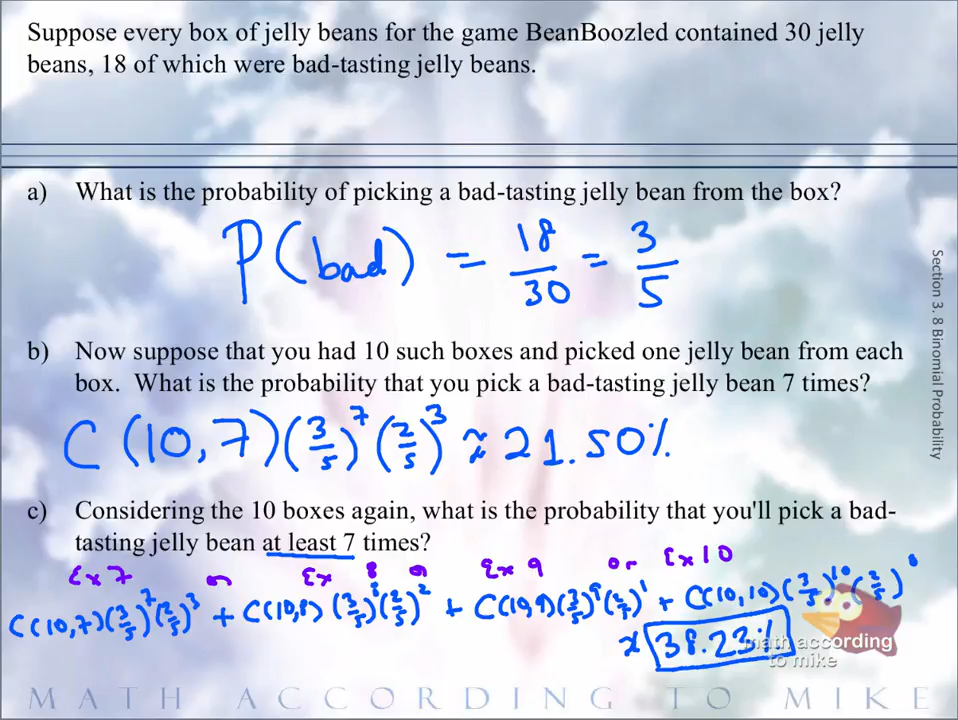 Suppose every box of jelly beans for the game BeanBoozled contained 30 jelly
beans, 18 of which were bad-tasting jelly beans.
a) What is the probability of picking a bad-tasting jelly bean from the box?
P(bad) = 18/30 = 3/5
b) Now suppose that you had 10 such boxes and picked one jelly bean from each
box. What is the probability that you pick a bad-tasting jelly bean 7 times?
C(10,7)(3/5)^7(2/5)^3 ≈ 21.50%
c) Considering the 10 boxes again, what is the probability that you'll pick a bad-
tasting jelly bean at least 7 times?
Ex 7 or Ex 8 or Ex 9 or Ex 10
C(10,7)(3/5)^7(2/5)^3 + C(10,8)(3/5)^8(2/5)^2 + C(10,9)(3/5)^9(2/5)^1 + C(10,10)(3/5)^10(2/5)^0
≈ 38.23%
math according
to mike
MATH ACCORDING TO MIKE
Section 3. 8 Binomial Probability